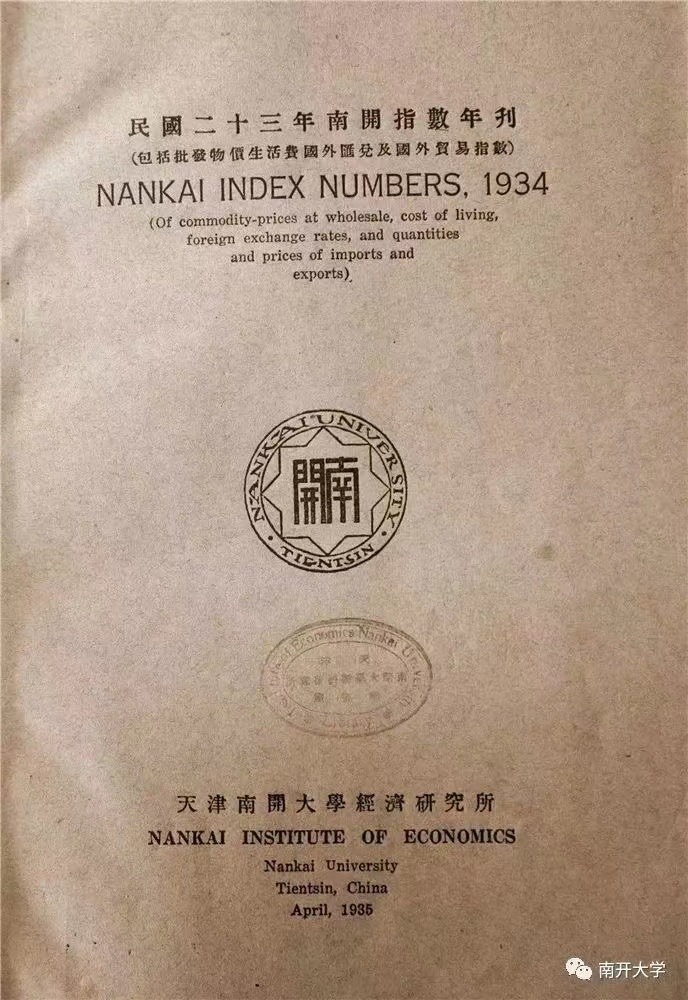 民國二十三年南開指數年刋
(包括批發物價生活費國外匯兌及國外貿易指數)
NANKAI INDEX NUMBERS, 1934
(Of commodity-prices at wholesale, cost of living,
foreign exchange rates, and quantities
and prices of imports and
exports)
NANKAI UNIVERSITY
南開
TIENTSIN
of Economics Nankai University
天津南開大學經濟研究所
NANKAI INSTITUTE OF ECONOMICS
Nankai University
Tientsin, China
April, 1935
南开大学